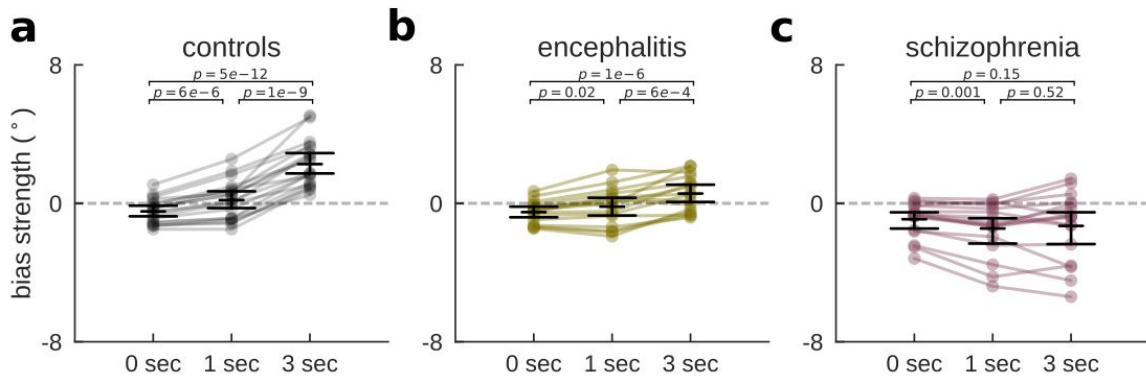 a
controls
8
p=5e−12
p=6e-6
p=1e−9
bias strength (°)
0
-8
0 sec 1 sec 3 sec
b
encephalitis
8
p=1e−6
p=0.02
p=6e−4
0
-8
0 sec 1 sec 3 sec
c
schizophrenia
8
p=0.15
p=0.001
p=0.52
0
-8
0 sec 1 sec 3 sec